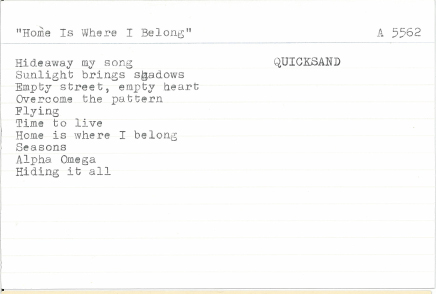 "Home Is Where I Belong" A 5562
Hideaway my song QUICKSAND
Sunlight brings shadows
Empty street, empty heart
Overcome the pattern
Flying
Time to live
Home is where I belong
Seasons
Alpha Omega
Hiding it all